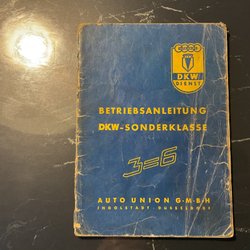 DKW
DIENST
BETRIEBSANLEITUNG
DKW-SONDERKLASSE
3=6
AUTO UNION G·M·B·H
INGOLSTADT · DÜSSELDORF